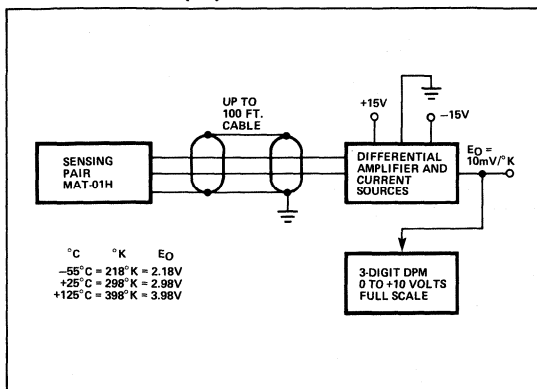 UP TO
100 FT.
CABLE
+15V
−15V
SENSING
PAIR
MAT-01H
DIFFERENTIAL
AMPLIFIER AND
CURRENT
SOURCES
EO =
10mV/°K
°C °K EO
−55°C = 218°K = 2.18V
+25°C = 298°K = 2.98V
+125°C = 398°K = 3.98V
3-DIGIT DPM
0 TO +10 VOLTS
FULL SCALE